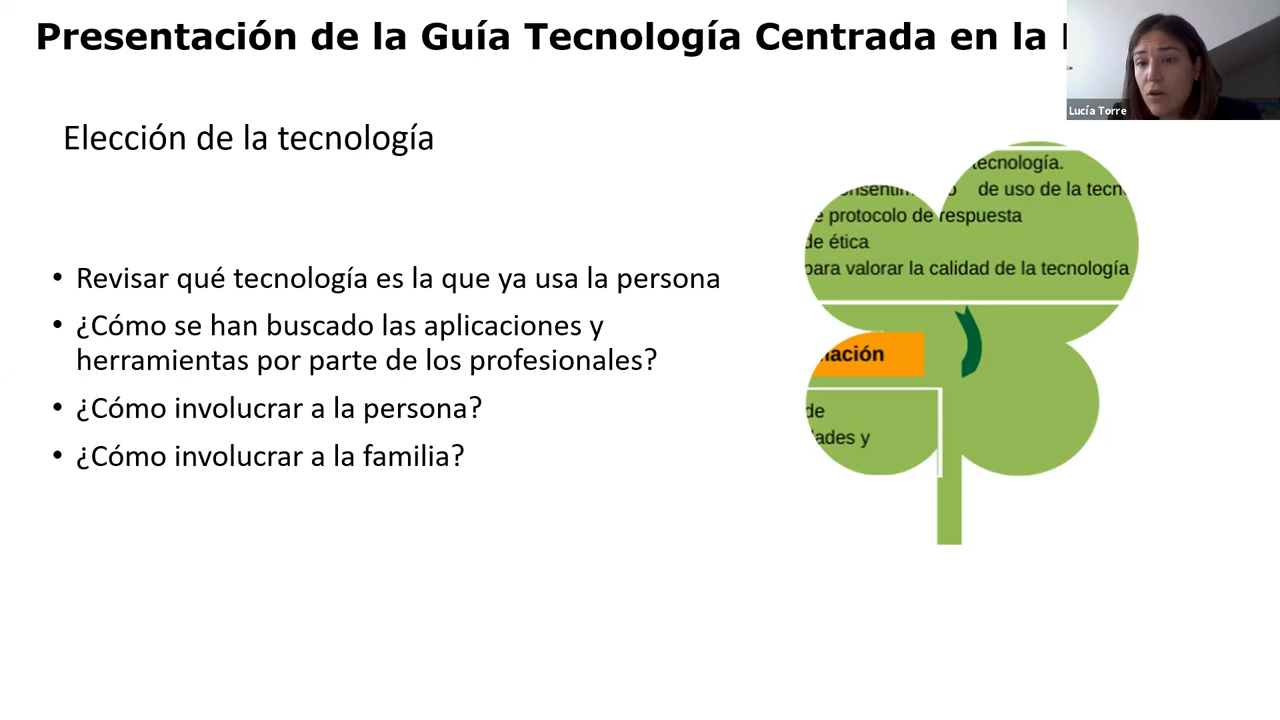 Presentación de la Guía Tecnología Centrada en la
Lucía Torre
Elección de la tecnología
• Revisar qué tecnología es la que ya usa la persona
• ¿Cómo se han buscado las aplicaciones y
herramientas por parte de los profesionales?
• ¿Cómo involucrar a la persona?
• ¿Cómo involucrar a la familia?
tecnología.
de uso de la tecn
e protocolo de respuesta
de ética
para valorar la calidad de la tecnología
mación
de
dades y